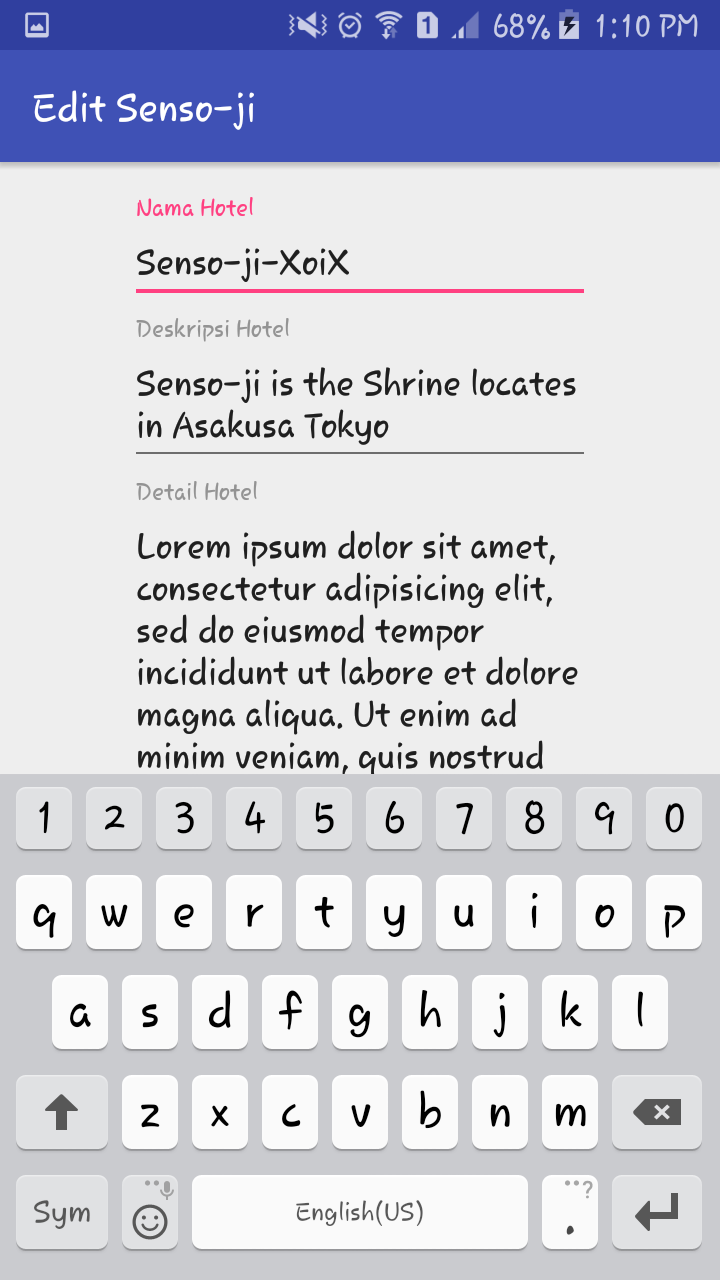 1 68% 1:10 PM
Edit Senso-ji
Nama Hotel
Senso-ji-XoiX
Deskripsi Hotel
Senso-ji is the Shrine locates
in Asakusa Tokyo
Detail Hotel
Lorem ipsum dolor sit amet,
consectetur adipisicing elit,
sed do eiusmod tempor
incididunt ut labore et dolore
magna aliqua. Ut enim ad
minim veniam, quis nostrud
1 2 3 4 5 6 7 8 9 0
q w e r t y u i o p
a s d f g h j k l
z x c v b n m
Sym English(US) . ?